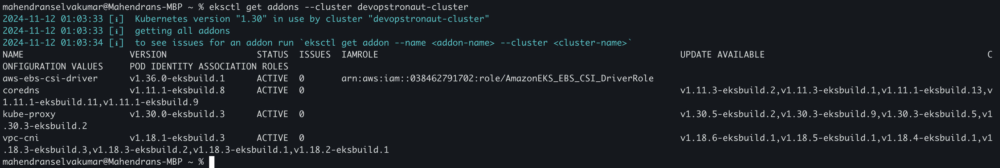 mahendranselvakumar@Mahendrans-MBP ~ % eksctl get addons --cluster devopstronaut-cluster
2024-11-12 01:03:33 [ℹ]  Kubernetes version "1.30" in use by cluster "devopstronaut-cluster"
2024-11-12 01:03:33 [ℹ]  getting all addons
2024-11-12 01:03:34 [ℹ]  to see issues for an addon run `eksctl get addon --name <addon-name> --cluster <cluster-name>`
NAME                    VERSION                 STATUS  ISSUES  IAMROLE                                                         UPDATE AVAILABLE                                          C
ONFIGURATION VALUES     POD IDENTITY ASSOCIATION ROLES
aws-ebs-csi-driver      v1.36.0-eksbuild.1      ACTIVE  0       arn:aws:iam::038462791702:role/AmazonEKS_EBS_CSI_DriverRole
coredns                 v1.11.1-eksbuild.8      ACTIVE  0                                                                       v1.11.3-eksbuild.2,v1.11.3-eksbuild.1,v1.11.1-eksbuild.13,v
1.11.1-eksbuild.11,v1.11.1-eksbuild.9
kube-proxy              v1.30.0-eksbuild.3      ACTIVE  0                                                                       v1.30.5-eksbuild.2,v1.30.3-eksbuild.9,v1.30.3-eksbuild.5,v1
.30.3-eksbuild.2
vpc-cni                 v1.18.1-eksbuild.3      ACTIVE  0                                                                       v1.18.6-eksbuild.1,v1.18.5-eksbuild.1,v1.18.4-eksbuild.1,v1
.18.3-eksbuild.3,v1.18.3-eksbuild.2,v1.18.3-eksbuild.1,v1.18.2-eksbuild.1
mahendranselvakumar@Mahendrans-MBP ~ %